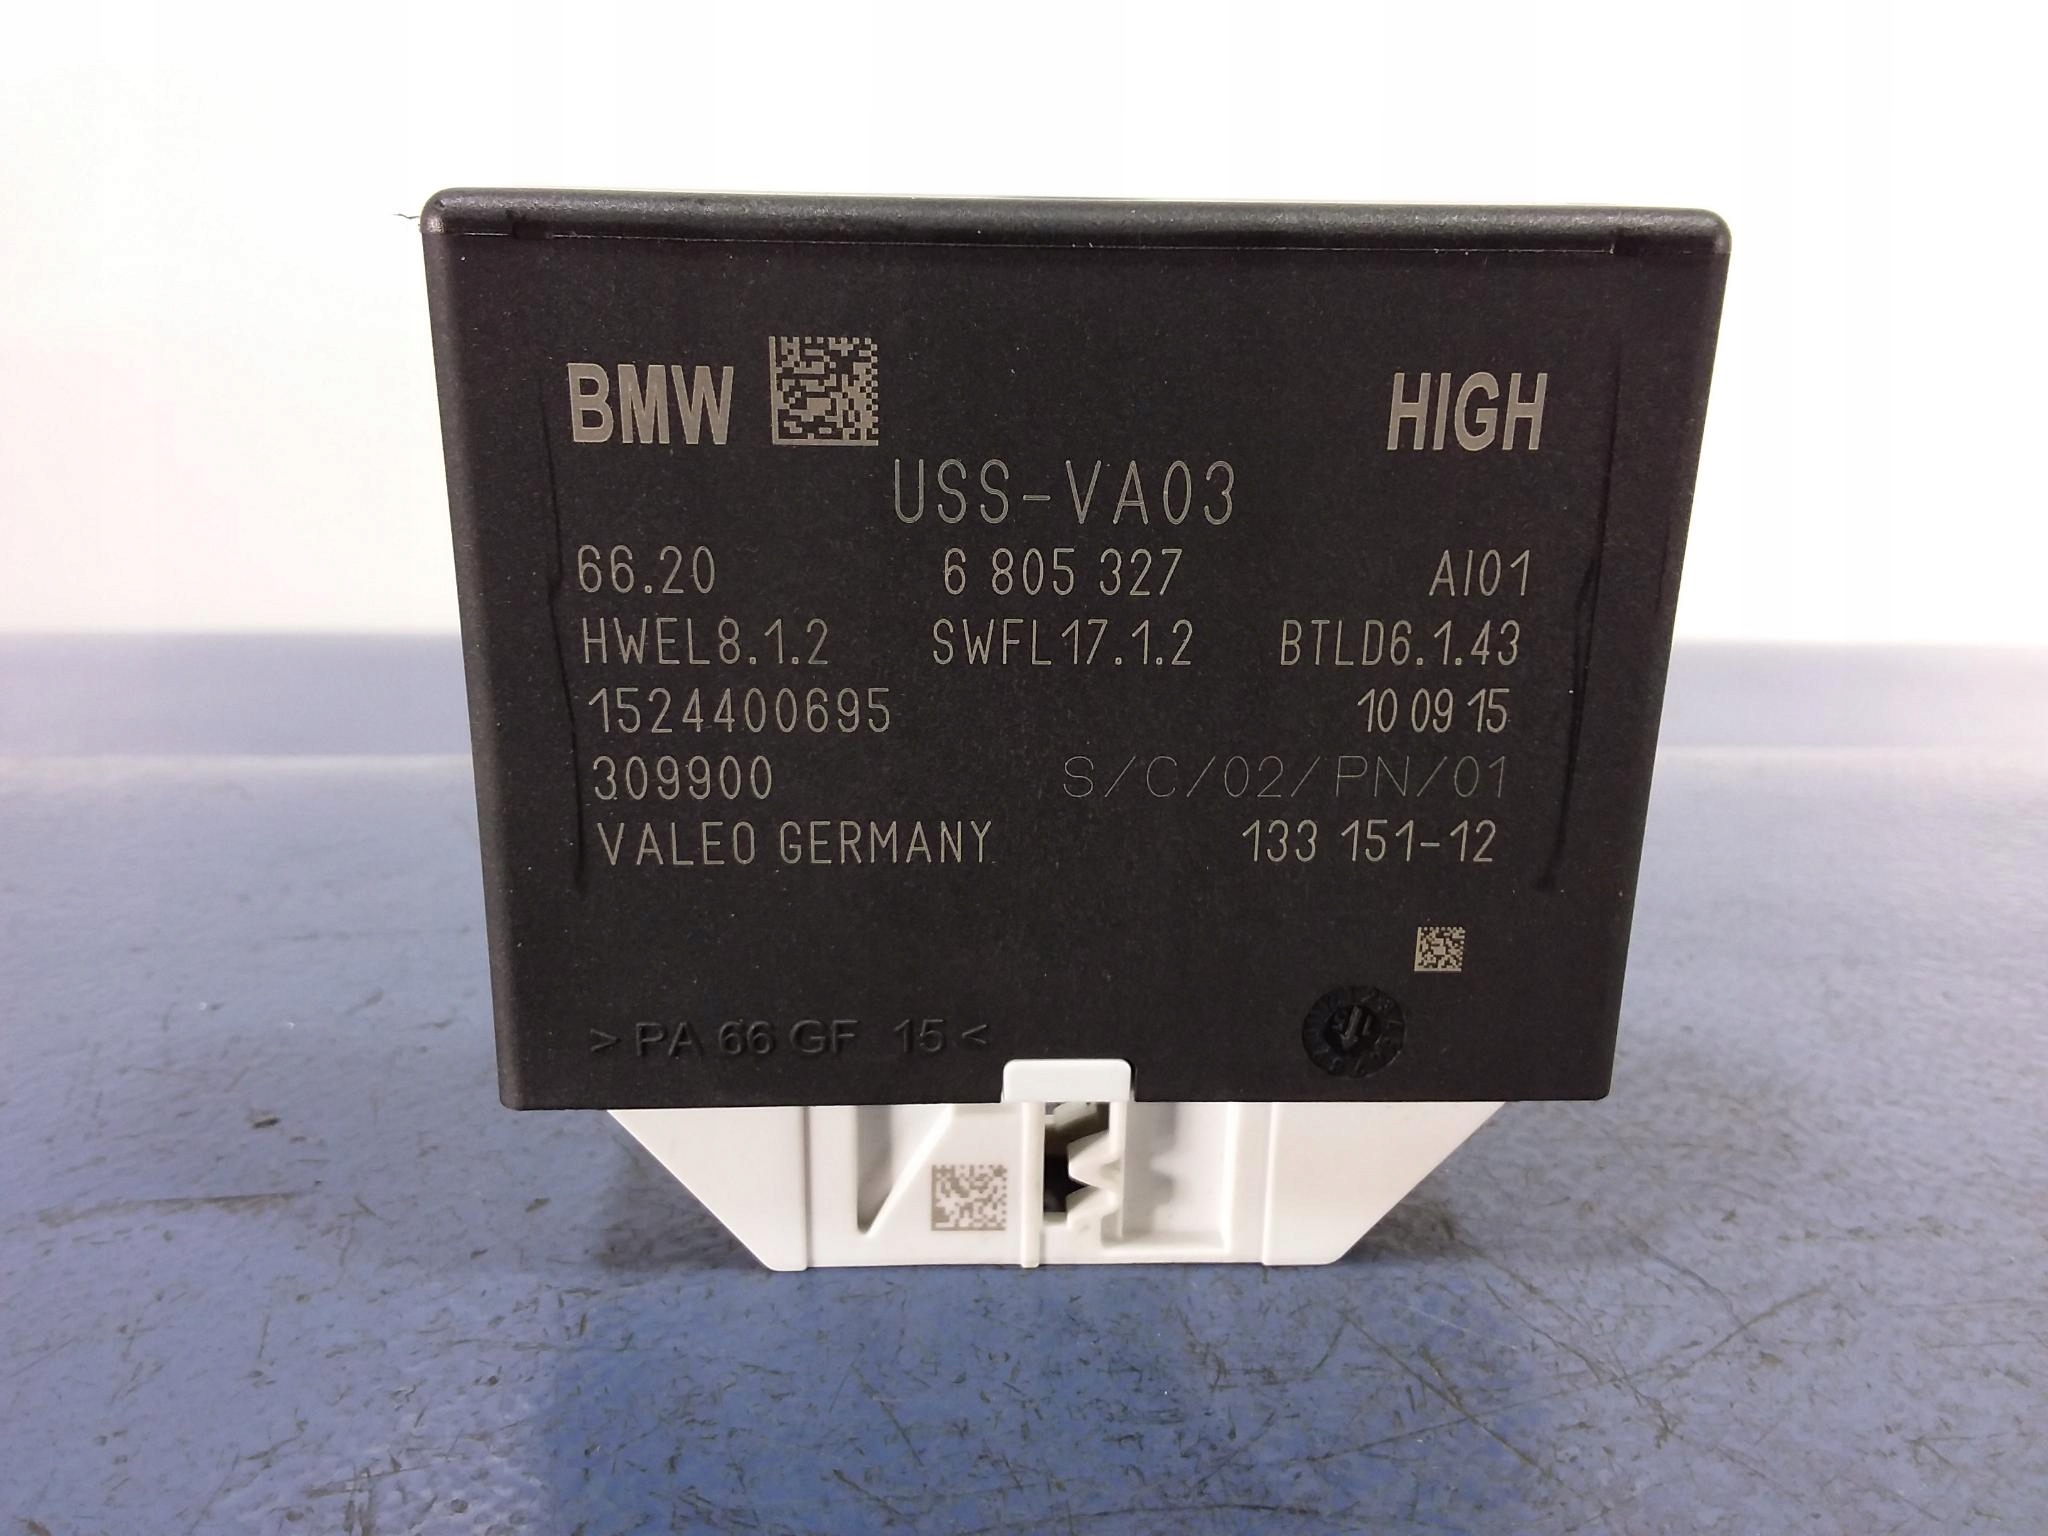 BMW HIGH
USS-VA03
66.20 6 805 327 AI01
HWEL8.1.2 SWFL17.1.2 BTLD6.1.43
1524400695 10 09 15
309900 S/C/02/PN/01
VALEO GERMANY 133 151-12
>PA 66 GF 15<